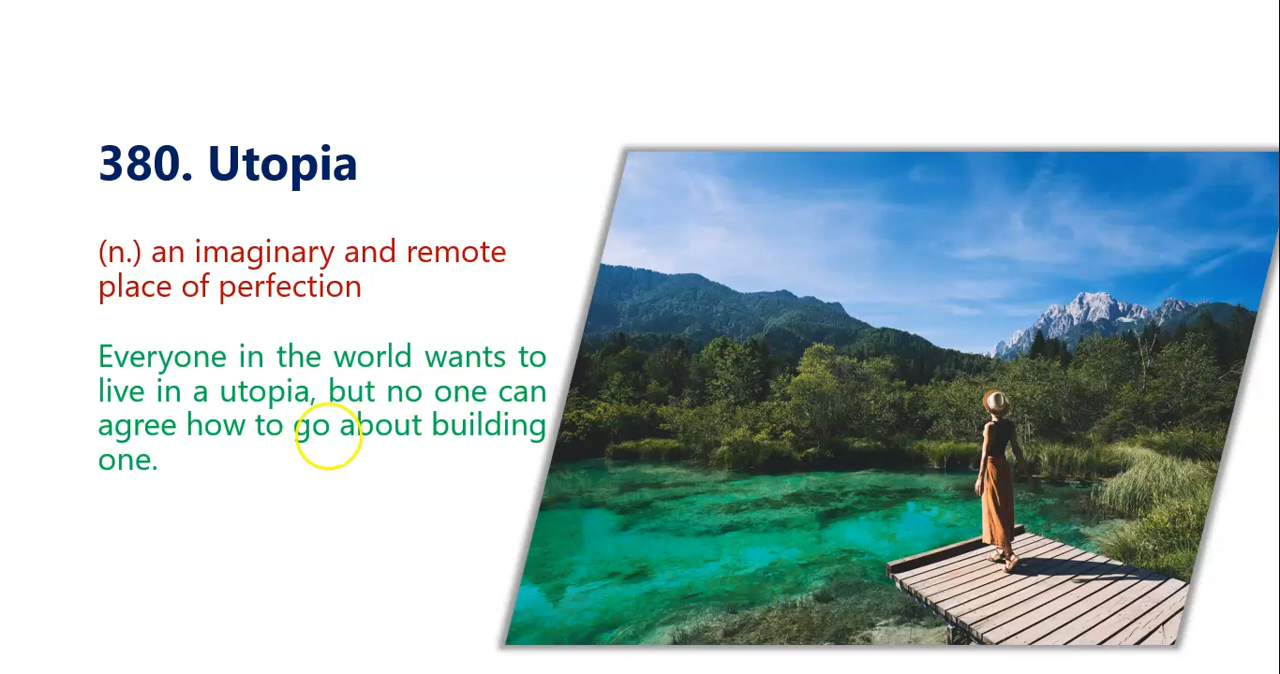 380. Utopia
(n.) an imaginary and remote
place of perfection
Everyone in the world wants to
live in a utopia, but no one can
agree how to go about building
one.